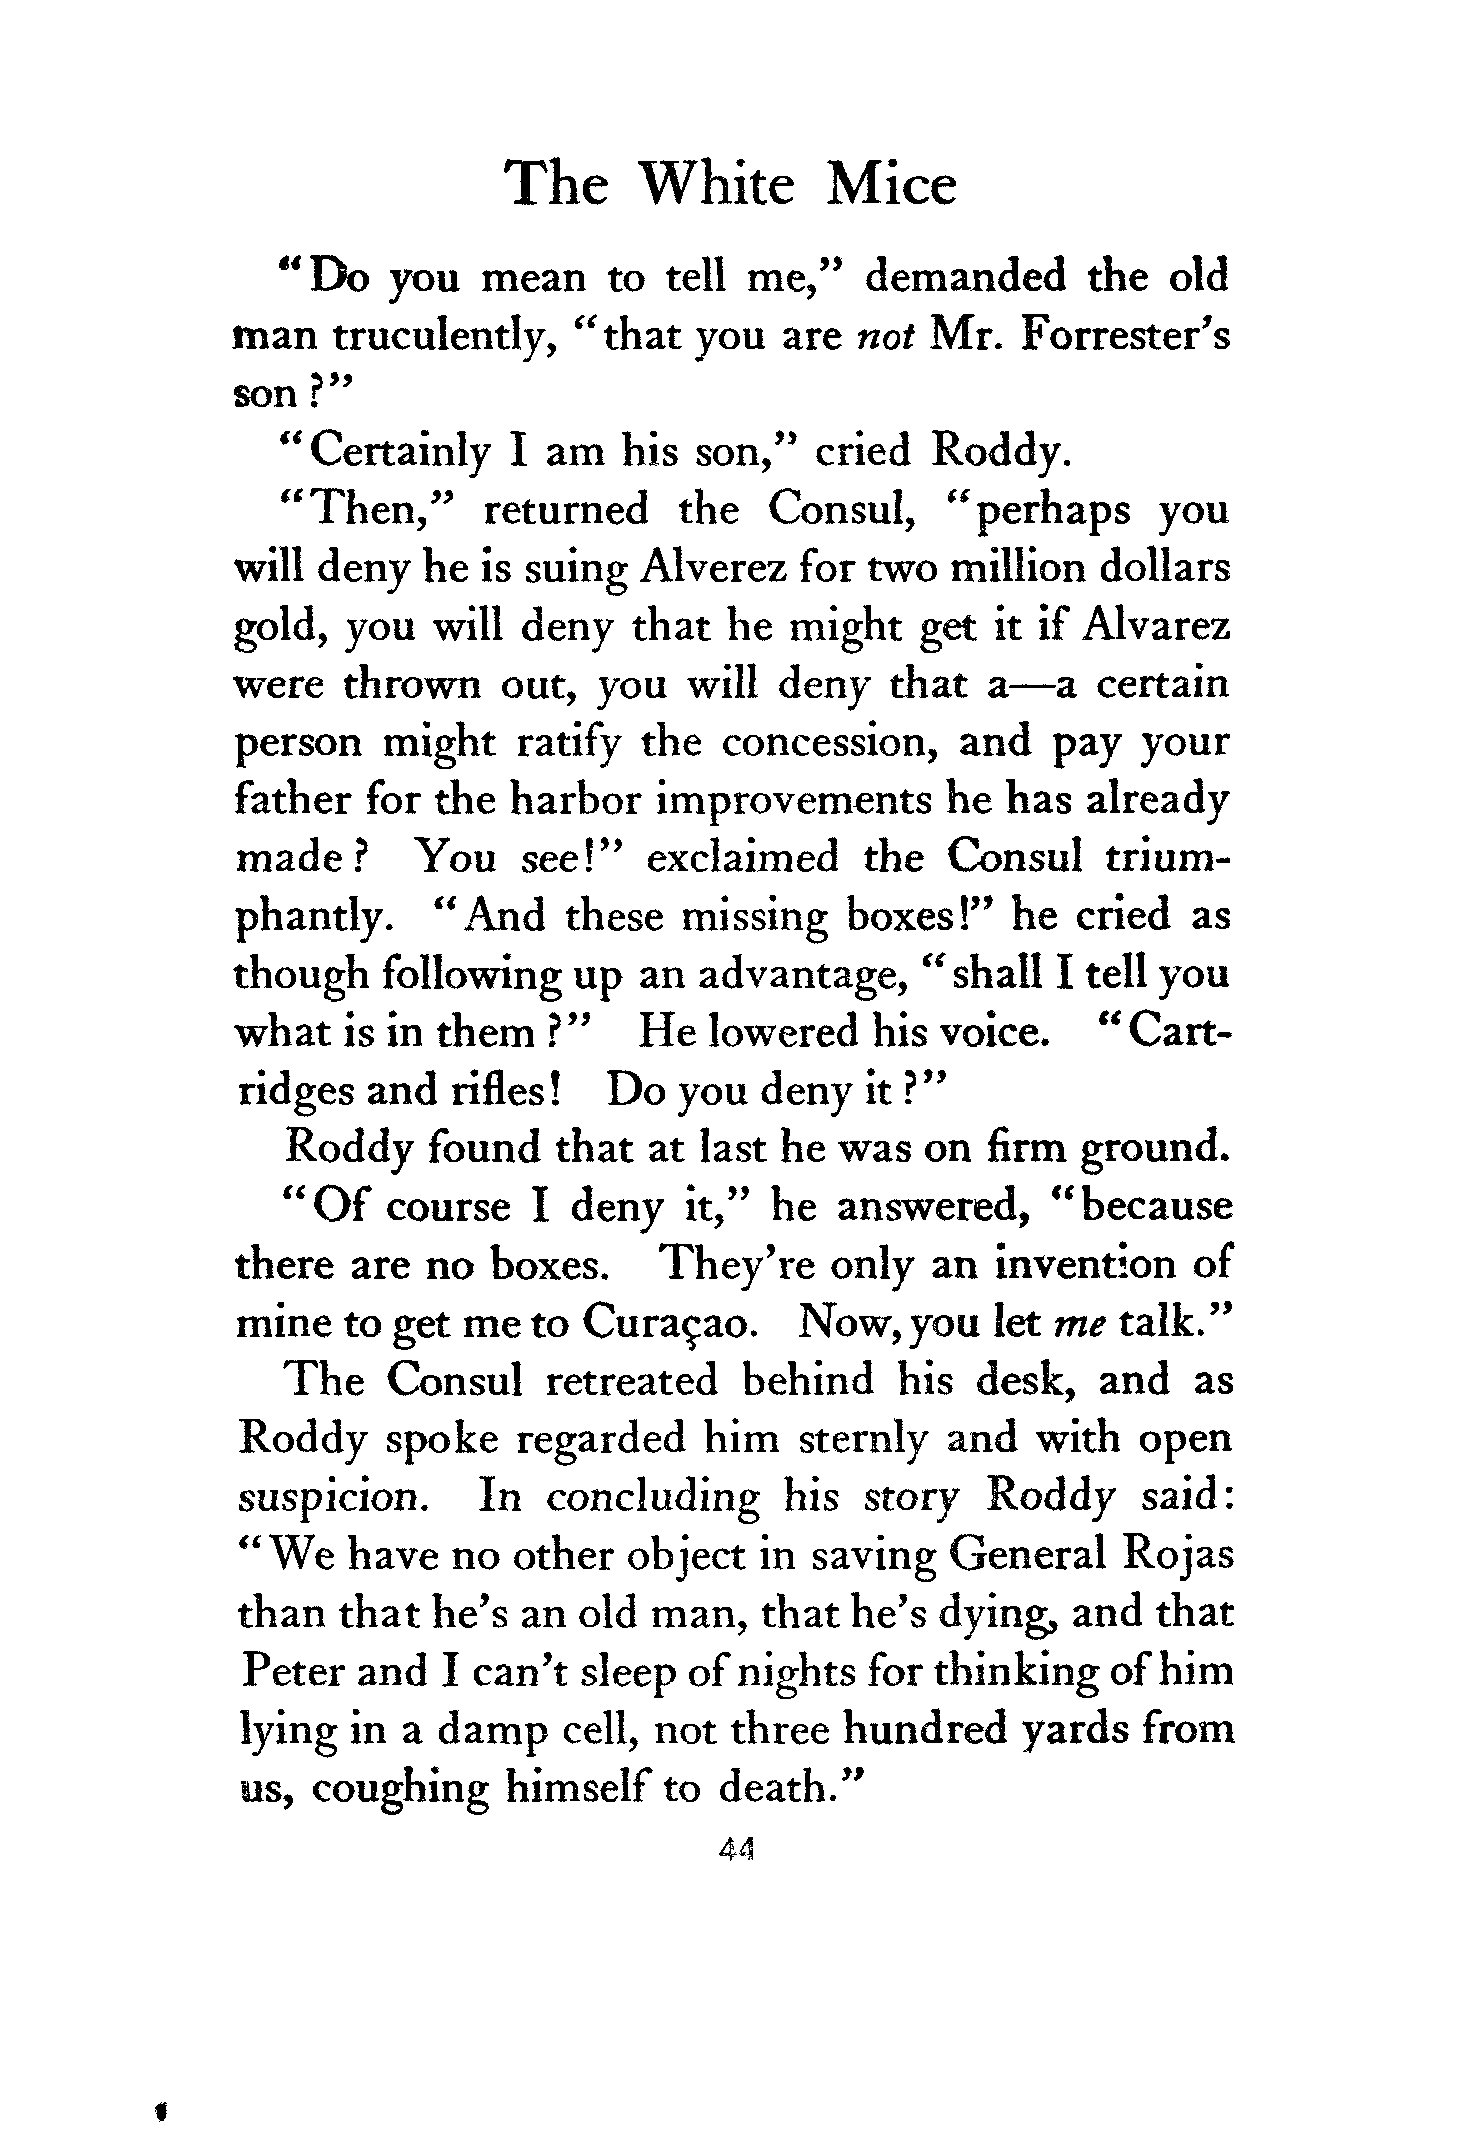 The White Mice
"Do you mean to tell me," demanded the old
man truculently, "that you are not Mr. Forrester's
son?"
"Certainly I am his son," cried Roddy.
"Then," returned the Consul, "perhaps you
will deny he is suing Alverez for two million dollars
gold, you will deny that he might get it if Alvarez
were thrown out, you will deny that a—a certain
person might ratify the concession, and pay your
father for the harbor improvements he has already
made? You see!" exclaimed the Consul trium-
phantly. "And these missing boxes!" he cried as
though following up an advantage, "shall I tell you
what is in them?" He lowered his voice. "Cart-
ridges and rifles! Do you deny it?"
Roddy found that at last he was on firm ground.
"Of course I deny it," he answered, "because
there are no boxes. They're only an invention of
mine to get me to Curaçao. Now, you let me talk."
The Consul retreated behind his desk, and as
Roddy spoke regarded him sternly and with open
suspicion. In concluding his story Roddy said:
"We have no other object in saving General Rojas
than that he's an old man, that he's dying, and that
Peter and I can't sleep of nights for thinking of him
lying in a damp cell, not three hundred yards from
us, coughing himself to death."
44